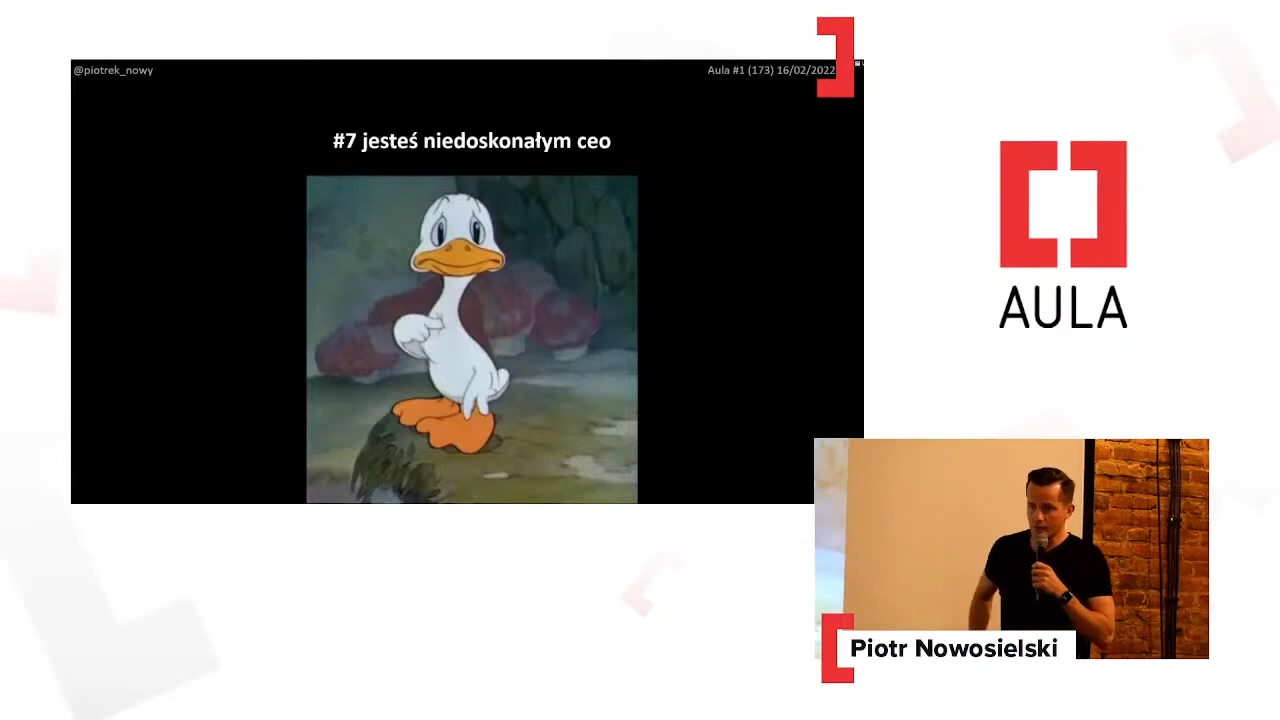 @piotrek_nowy
Aula #1 (173) 16/02/2022
#7 jesteś niedoskonałym ceo
AULA
Piotr Nowosielski